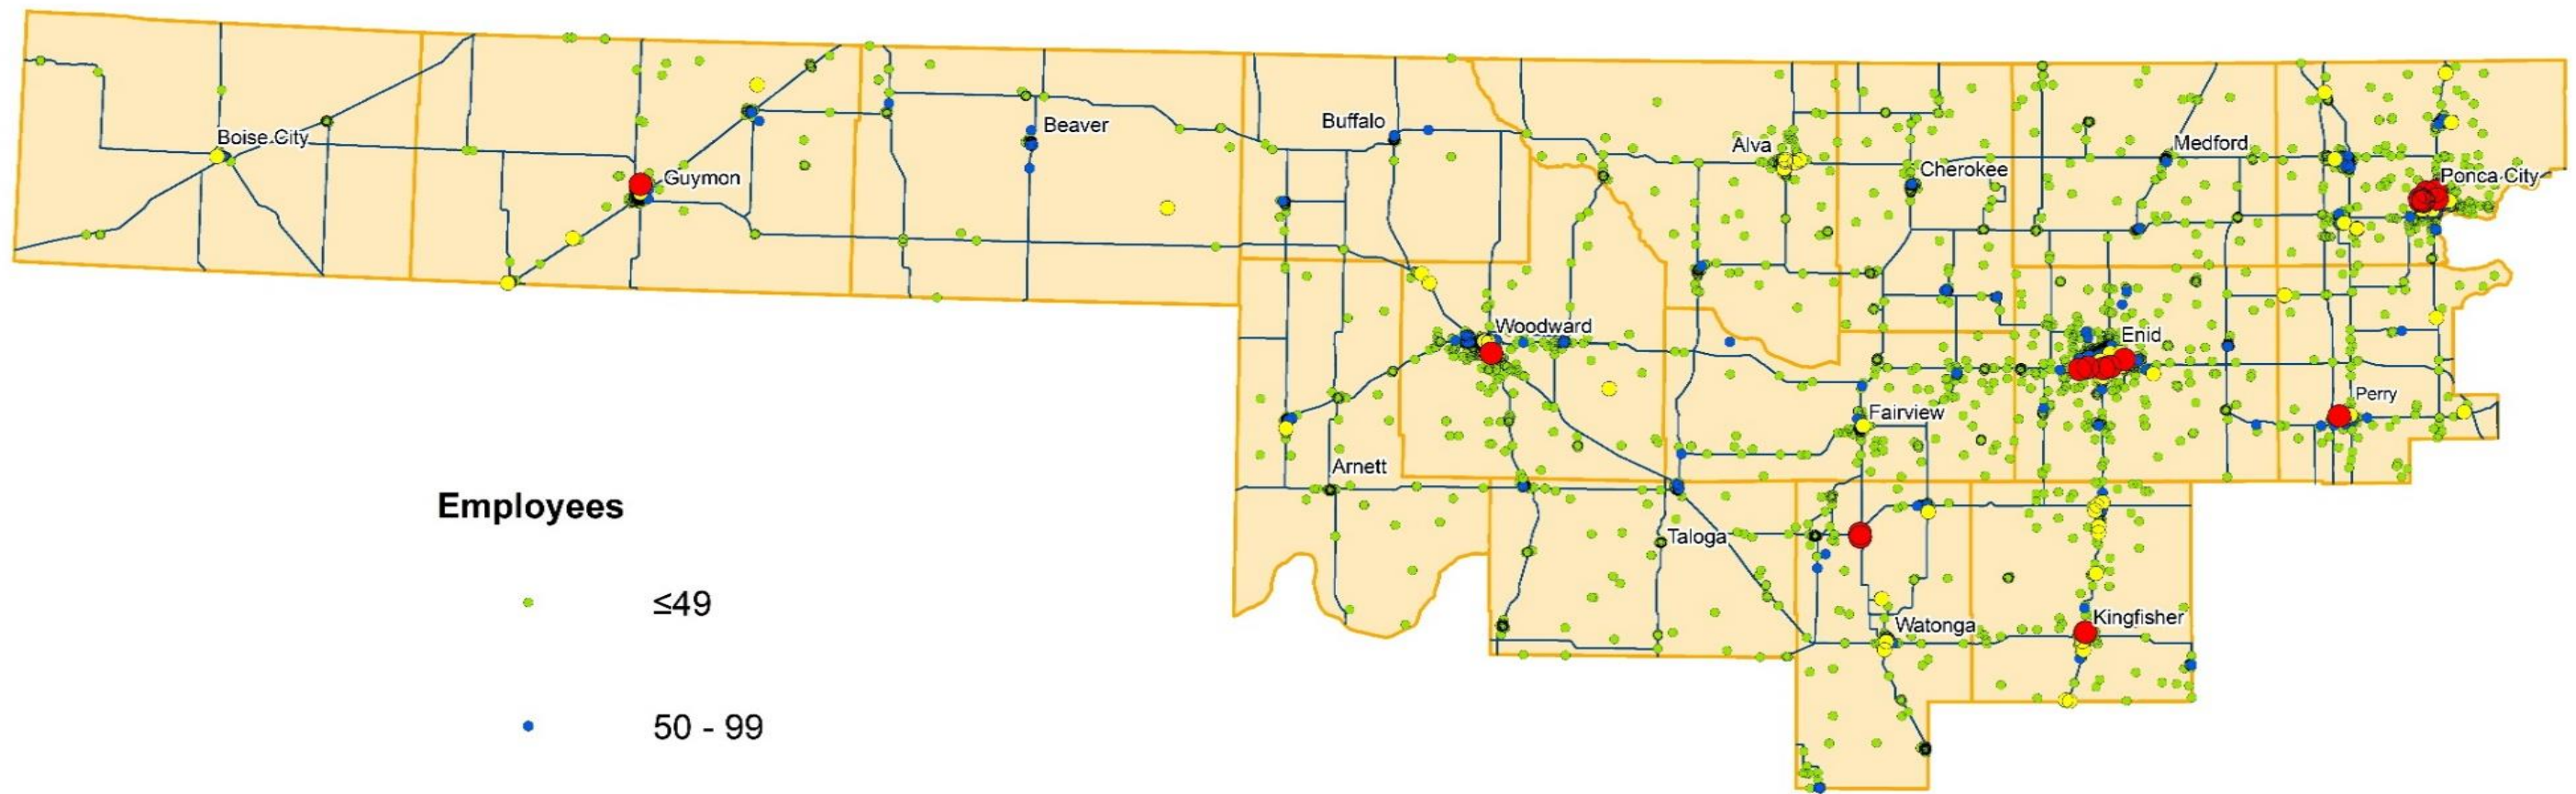 Boise City
Guymon
Beaver
Buffalo
Alva
Cherokee
Medford
Ponca City
Woodward
Enid
Perry
Fairview
Arnett
Taloga
Watonga
Kingfisher
Employees
≤49
50 - 99